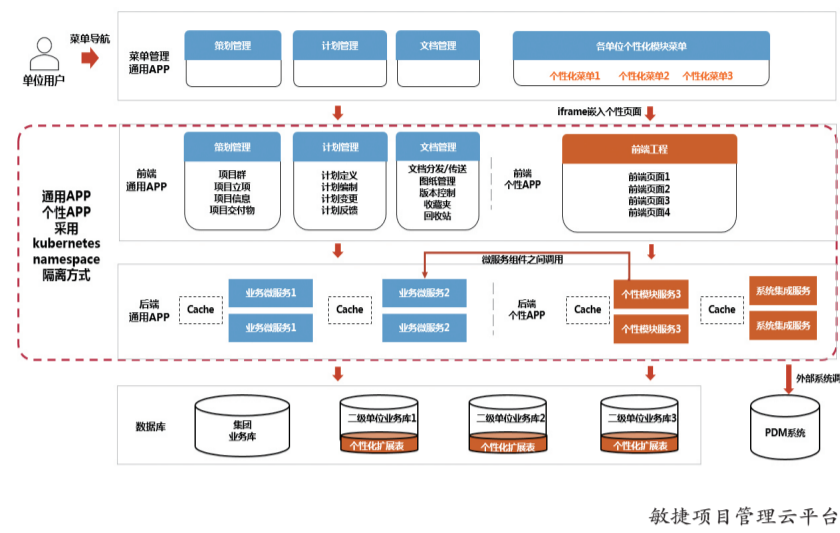 菜单导航
单位用户
菜单管理
通用APP
策划管理
计划管理
文档管理
各单位个性化模块菜单
个性化菜单1 个性化菜单2 个性化菜单3
iframe嵌入个性页面
通用APP
个性APP
采用
kubernetes
namespace
隔离方式
前端
通用APP
策划管理
项目群
项目立项
项目信息
项目交付物
计划管理
计划定义
计划编制
计划变更
计划反馈
文档管理
文档分发/传送
图纸管理
版本控制
收藏夹
回收站
前端
个性APP
前端工程
前端页面1
前端页面2
前端页面3
前端页面4
微服务组件之间调用
后端
通用APP
Cache
业务微服务1
业务微服务1
Cache
业务微服务2
业务微服务2
后端
个性APP
Cache
个性模块服务3
个性模块服务3
Cache
系统集成服务
系统集成服务
外部系统调
数据库
集团
业务库
二级单位业务库1
个性化扩展表
二级单位业务库2
个性化扩展表
二级单位业务库3
个性化扩展表
PDM系统
敏捷项目管理云平台